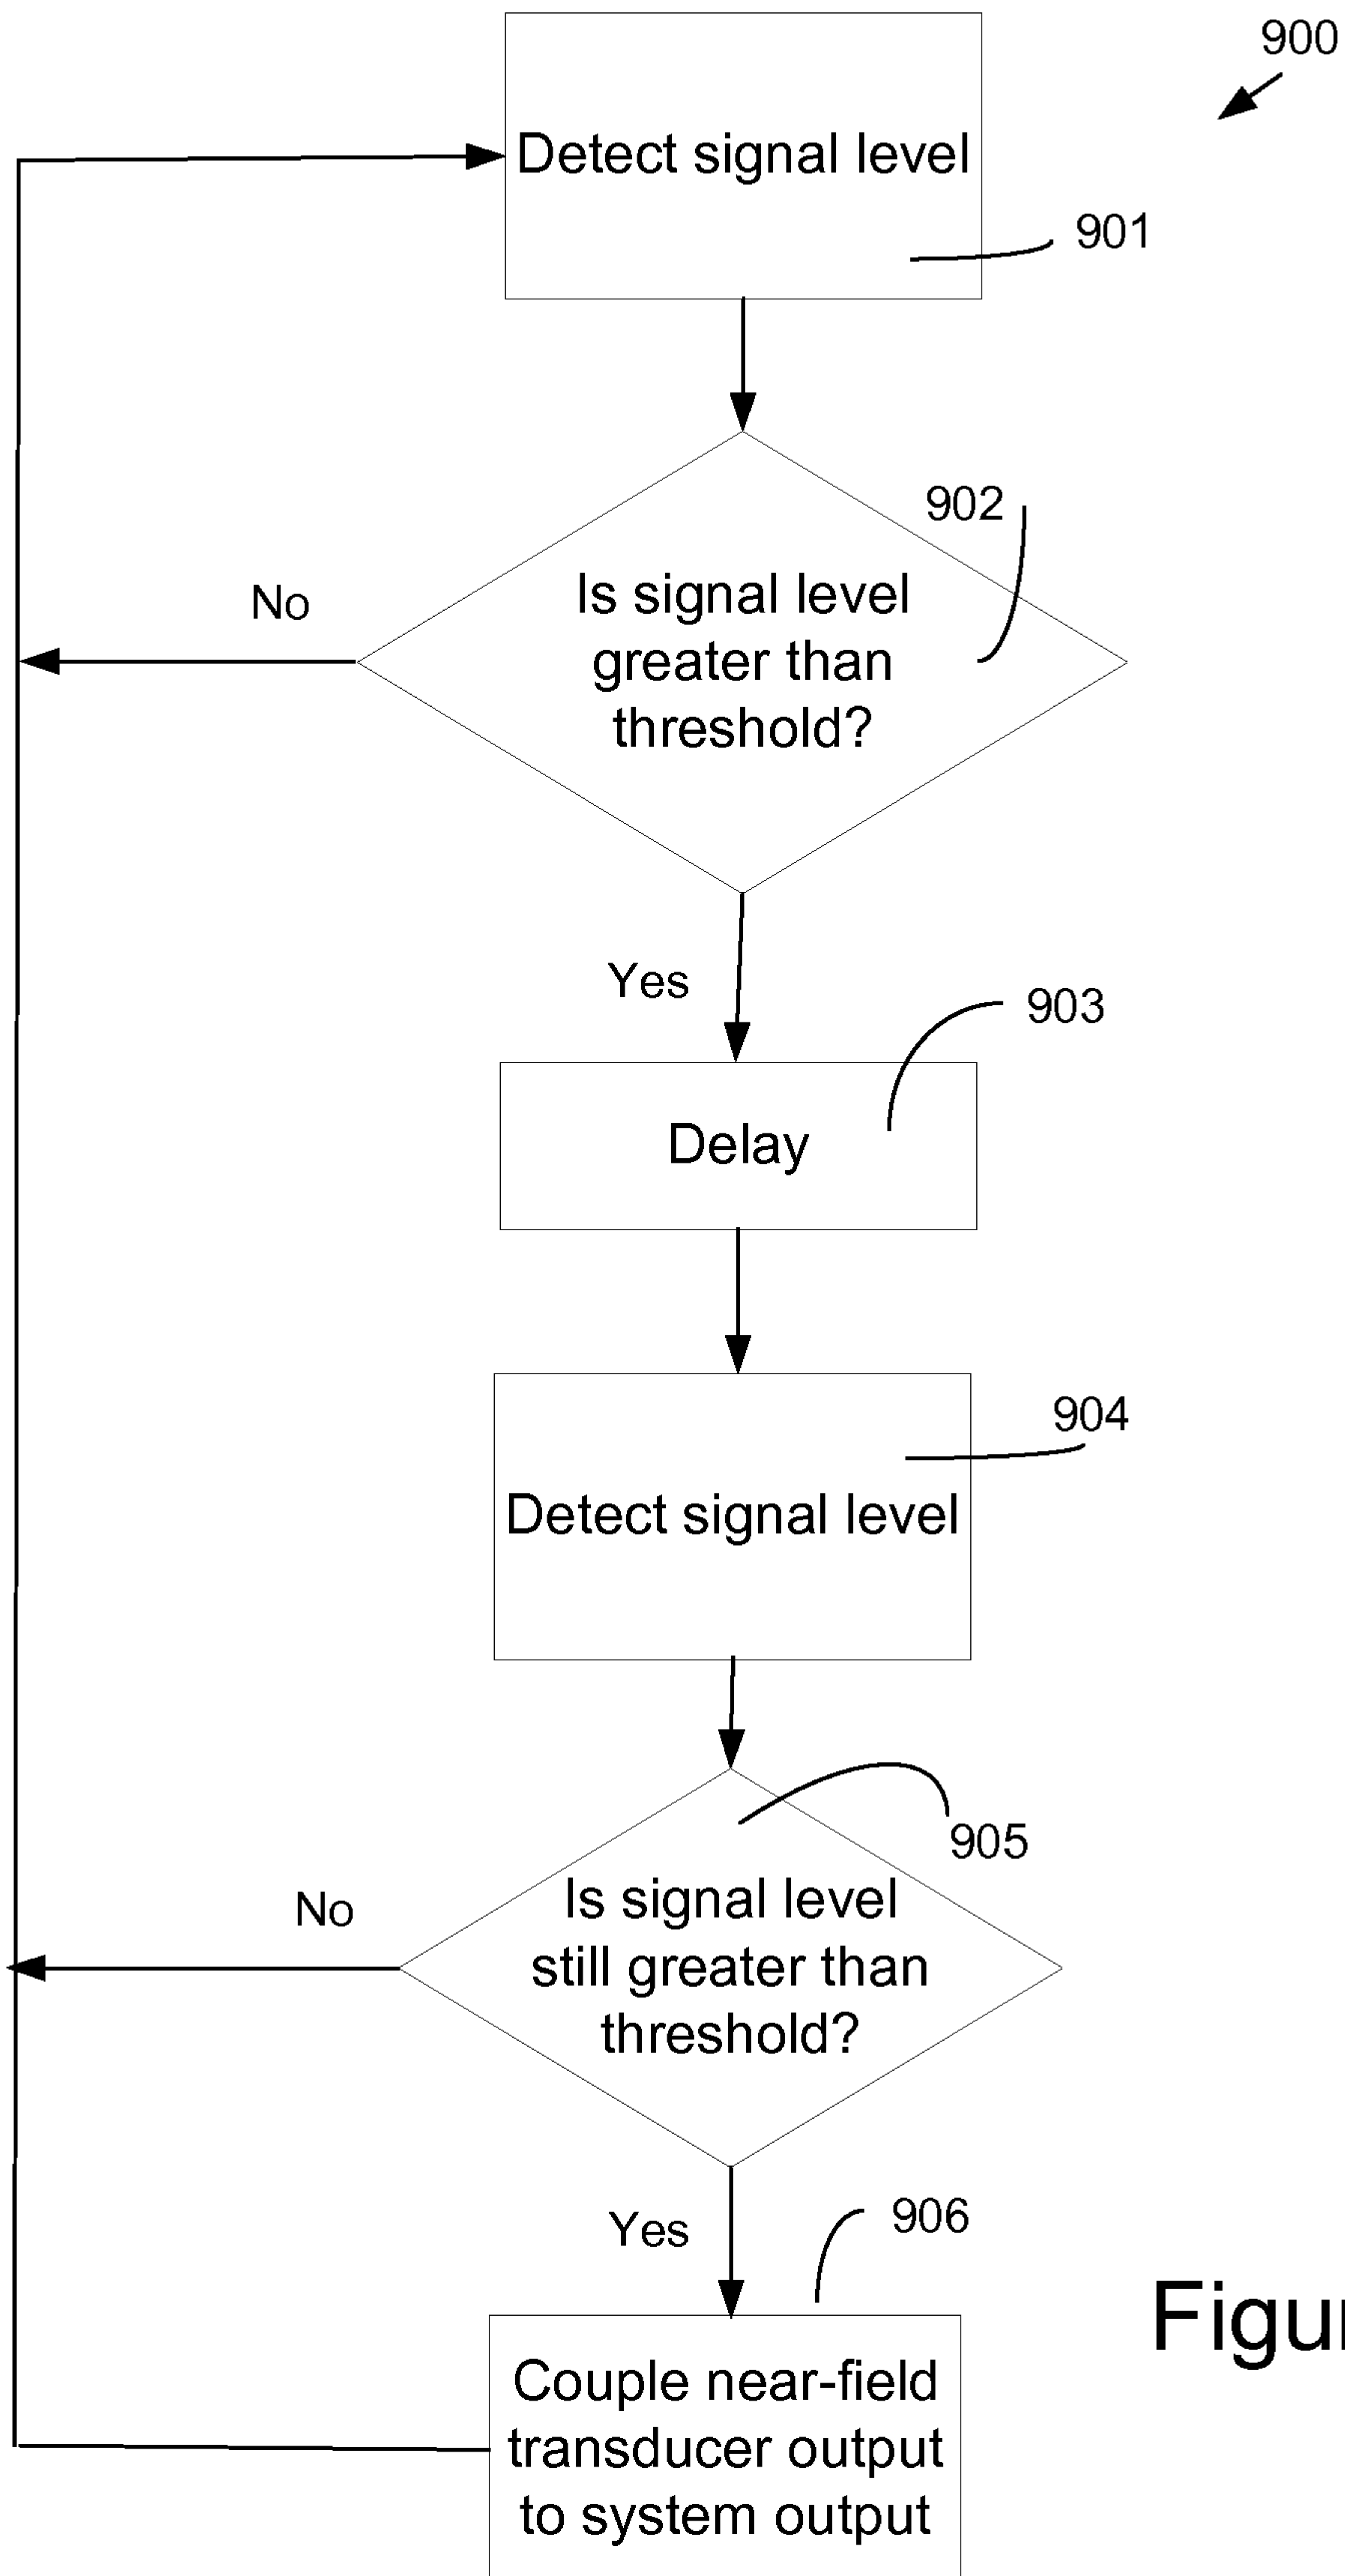 900
Detect signal level
901
902
Is signal level
greater than
threshold?
No
Yes
903
Delay
904
Detect signal level
905
Is signal level
still greater than
threshold?
No
Yes
906
Couple near-field
transducer output
to system output